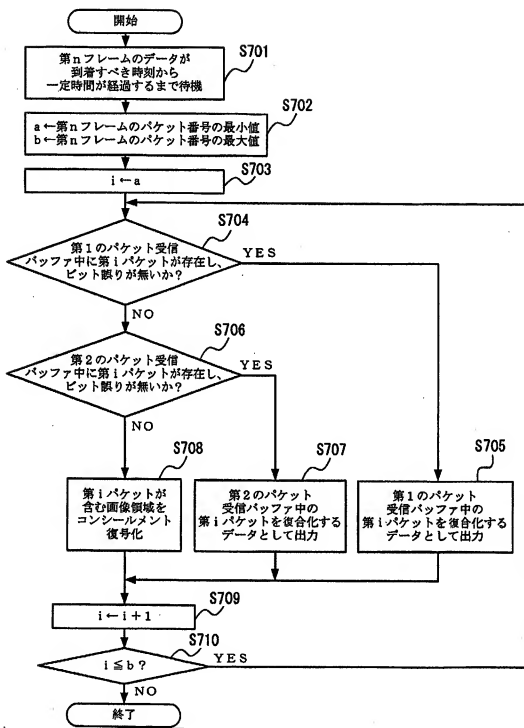 開始
S701
第nフレームのデータが
到着すべき時刻から
一定時間が経過するまで待機
S702
a←第nフレームのパケット番号の最小値
b←第nフレームのパケット番号の最大値
S703
i←a
S704
第1のパケット受信
バッファ中に第iパケットが存在し、
ビット誤りが無いか?
YES
NO
S706
第2のパケット受信
バッファ中に第iパケットが存在し、
ビット誤りが無いか?
YES
NO
S708
第iパケットが
含む画像領域を
コンシールメント
復号化
S707
第2のパケット
受信バッファ中の
第iパケットを復合化する
データとして出力
S705
第1のパケット
受信バッファ中の
第iパケットを復合化する
データとして出力
S709
i←i+1
S710
i≦b?
YES
NO
終了